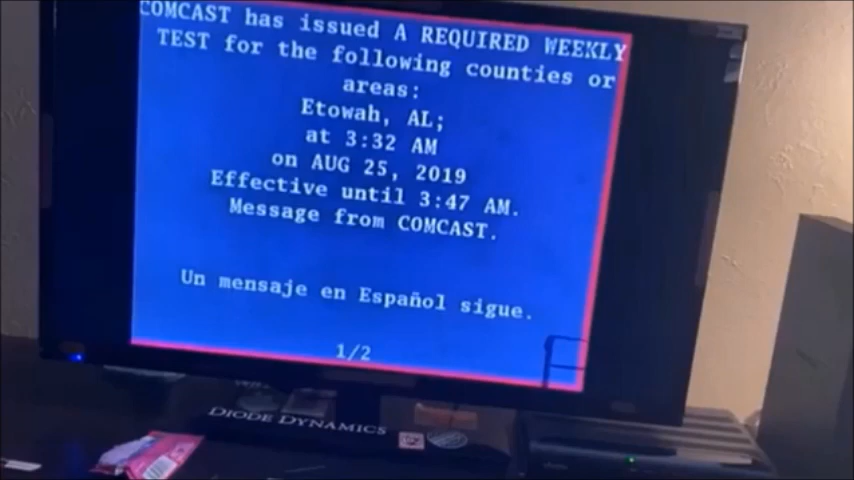 COMCAST has issued A REQUIRED WEEKLY
TEST for the following counties or
areas:
Etowah, AL;
at 3:32 AM
on AUG 25, 2019
Effective until 3:47 AM.
Message from COMCAST.
Un mensaje en Español sigue.
1/2
DIODE DYNAMICS